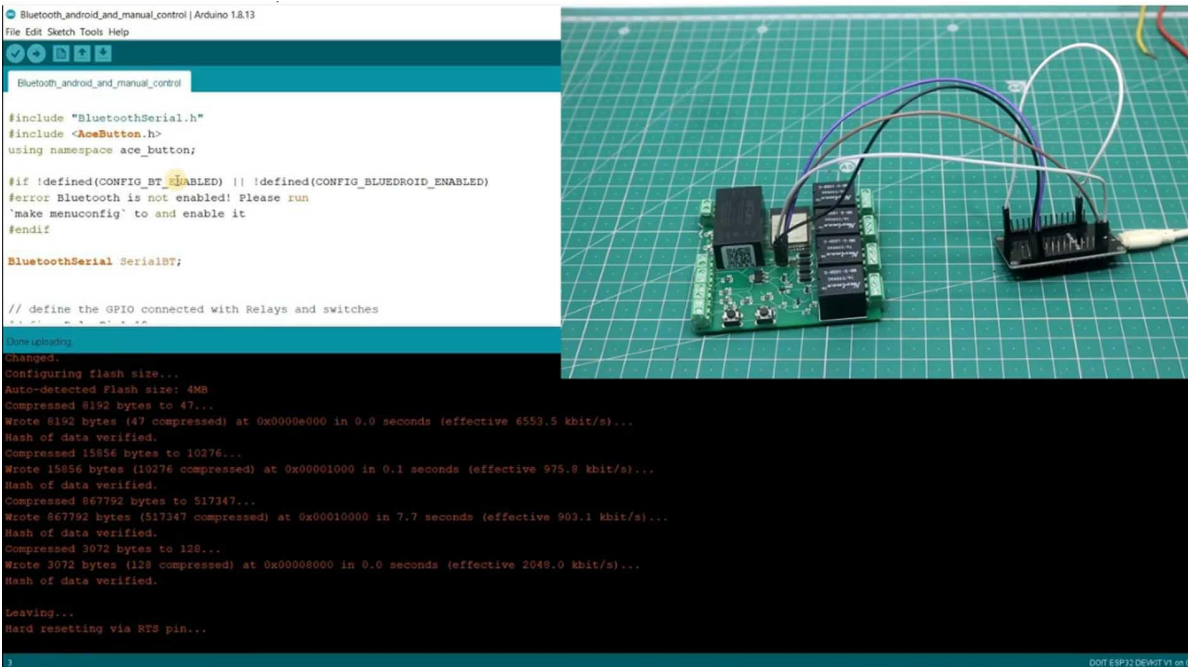 Bluetooth_android_and_manual_control | Arduino 1.8.13
File Edit Sketch Tools Help
Bluetooth_android_and_manual_control
#include "BluetoothSerial.h"
#include <AceButton.h>
using namespace ace_button;
#if !defined(CONFIG_BT_ENABLED) || !defined(CONFIG_BLUEDROID_ENABLED)
#error Bluetooth is not enabled! Please run
`make menuconfig` to and enable it
#endif
BluetoothSerial SerialBT;
// define the GPIO connected with Relays and switches
Done uploading.
Changed.
Configuring flash size...
Auto-detected Flash size: 4MB
Compressed 8192 bytes to 47...
Wrote 8192 bytes (47 compressed) at 0x0000e000 in 0.0 seconds (effective 6553.5 kbit/s)...
Hash of data verified.
Compressed 15856 bytes to 10276...
Wrote 15856 bytes (10276 compressed) at 0x00001000 in 0.1 seconds (effective 975.8 kbit/s)...
Hash of data verified.
Compressed 867792 bytes to 517347...
Wrote 867792 bytes (517347 compressed) at 0x00010000 in 7.7 seconds (effective 903.1 kbit/s)...
Hash of data verified.
Compressed 3072 bytes to 128...
Wrote 3072 bytes (128 compressed) at 0x00008000 in 0.0 seconds (effective 2048.0 kbit/s)...
Hash of data verified.
Leaving...
Hard resetting via RTS pin...
3
DOIT ESP32 DEVKIT V1 on